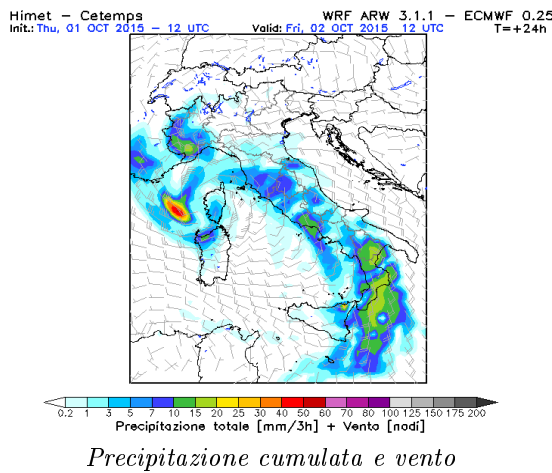 Himet – Cetemps WRF ARW 3.1.1 – ECMWF 0.25
Init.: Thu, 01 OCT 2015 – 12 UTC Valid: Fri, 02 OCT 2015 12 UTC T=+24h
0.2 1 3 5 7 10 15 20 25 30 40 50 60 70 80 100 125 150 175 200
Precipitazione totale [mm/3h] + Vento [nodi]
Precipitazione cumulata e vento